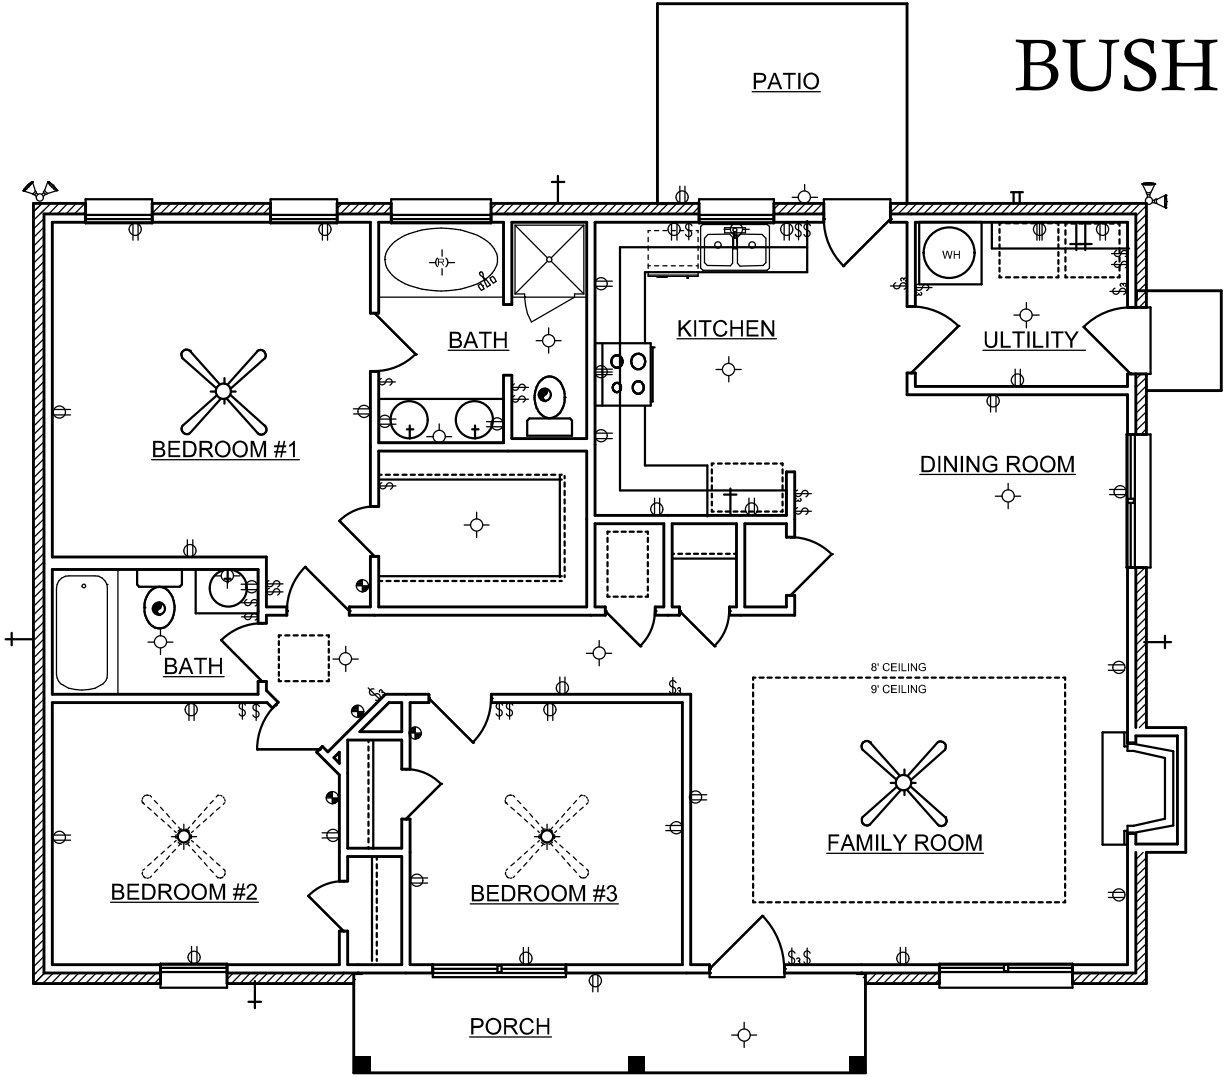 BUSH
PATIO
WH
(R)
BATH
KITCHEN
ULTILITY
BEDROOM #1
DINING ROOM
BATH
8' CEILING
9' CEILING
FAMILY ROOM
BEDROOM #2
BEDROOM #3
PORCH